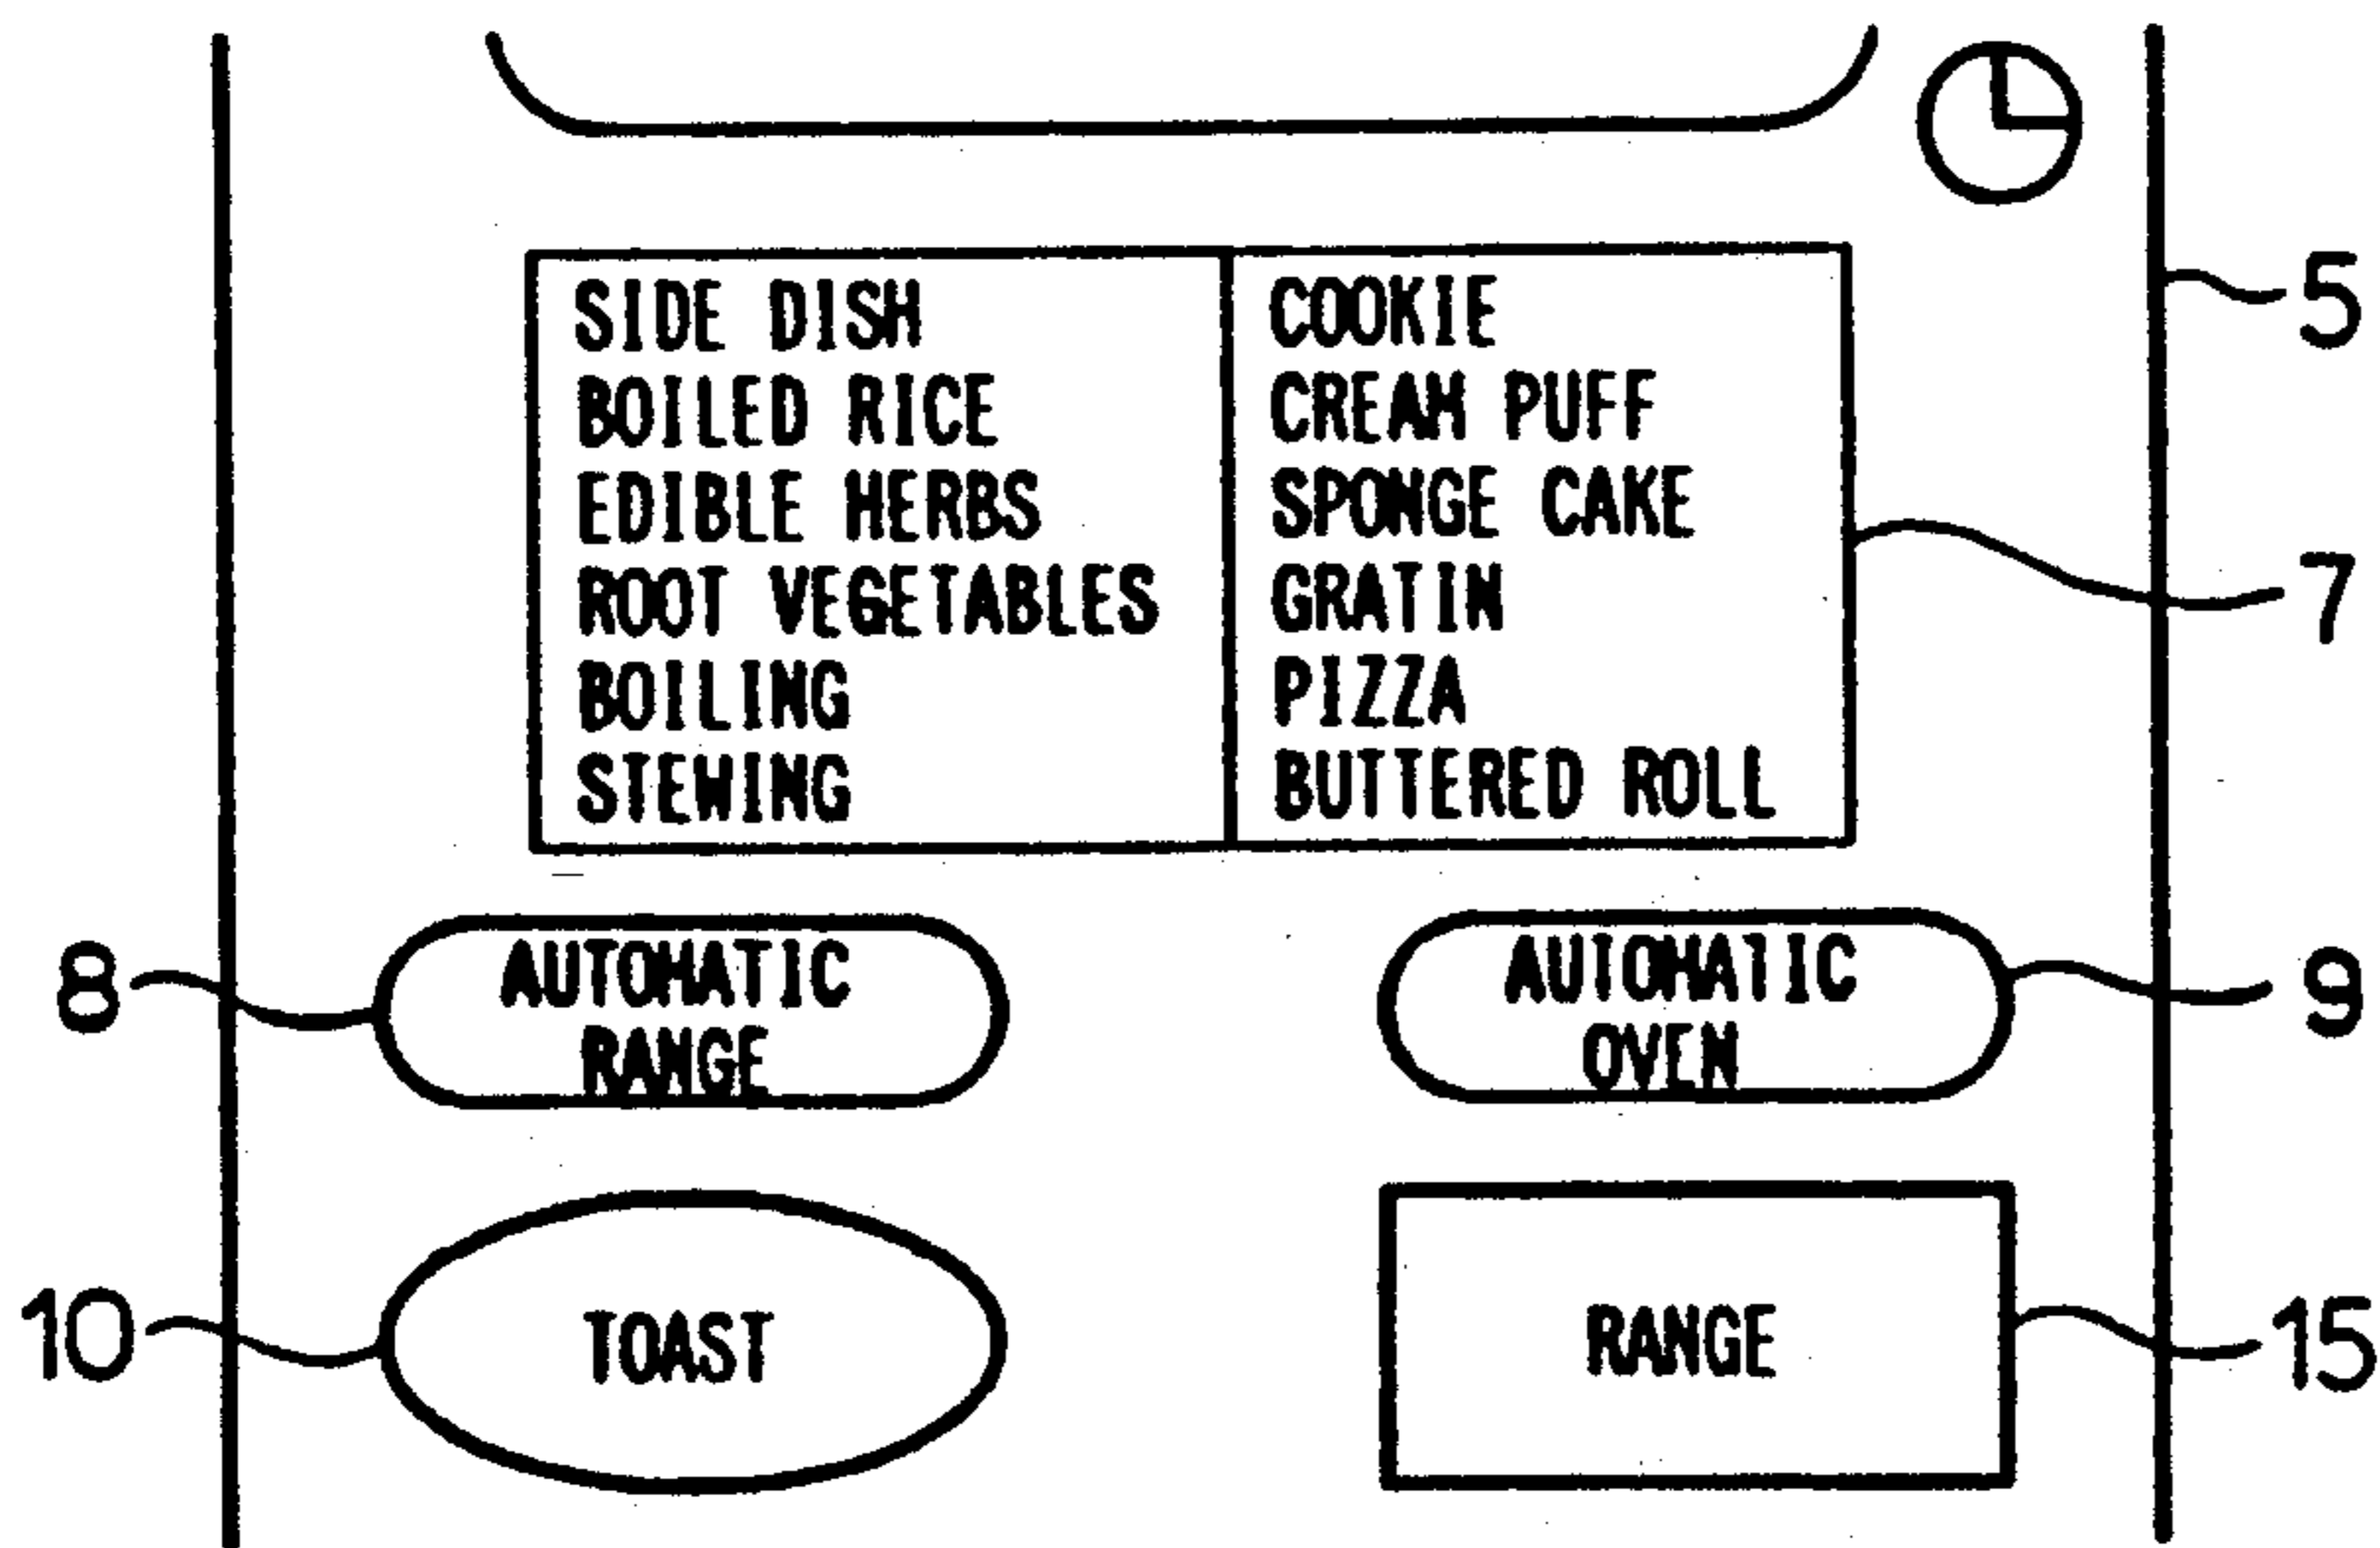 5
SIDE DISH
BOILED RICE
EDIBLE HERBS
ROOT VEGETABLES
BOILING
STEWING
COOKIE
CREAM PUFF
SPONGE CAKE
GRATIN
PIZZA
BUTTERED ROLL
7
8
AUTOMATIC
RANGE
AUTOMATIC
OVEN
9
10
TOAST
RANGE
15